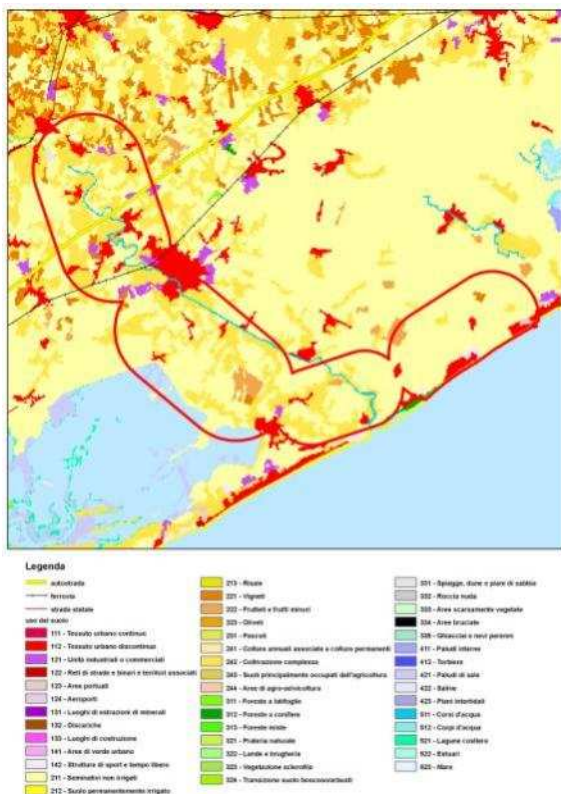 Legenda
autostrada
ferrovia
strada statale
uso del suolo
111 - Tessuto urbano continuo
112 - Tessuto urbano discontinuo
121 - Unità industriali o commerciali
122 - Reti di strade e binari e territori associati
123 - Aree portuali
124 - Aeroporti
131 - Luoghi di estrazioni di minerali
132 - Discariche
133 - Luoghi di costruzione
141 - Aree di verde urbano
142 - Strutture di sport e tempo libero
211 - Seminativi non irrigati
212 - Suolo permanentemente irrigato
213 - Risaie
221 - Vigneti
222 - Frutteti e frutti minori
223 - Oliveti
231 - Pascoli
241 - Colture annuali associate a colture permanenti
242 - Coltivazione complessa
243 - Suoli principalmente occupati dall'agricoltura
244 - Aree di agro-selvicoltura
311 - Foreste a latifoglie
312 - Foreste a conifere
313 - Foreste miste
321 - Praterie naturali
322 - Lande e brughiere
323 - Vegetazione sclerofila
324 - Transizione suolo
331 - Spiagge, dune e piane di sabbia
332 - Roccia nuda
333 - Aree scarsamente vegetate
334 - Aree bruciate
335 - Ghiacciai e nevi perenni
411 - Paludi interne
412 - Torbiere
421 - Paludi di sale
422 - Saline
423 - Piani intertidali
511 - Corsi d'acqua
512 - Corpi d'acqua
521 - Lagune costiere
522 - Estuari
523 - Mare